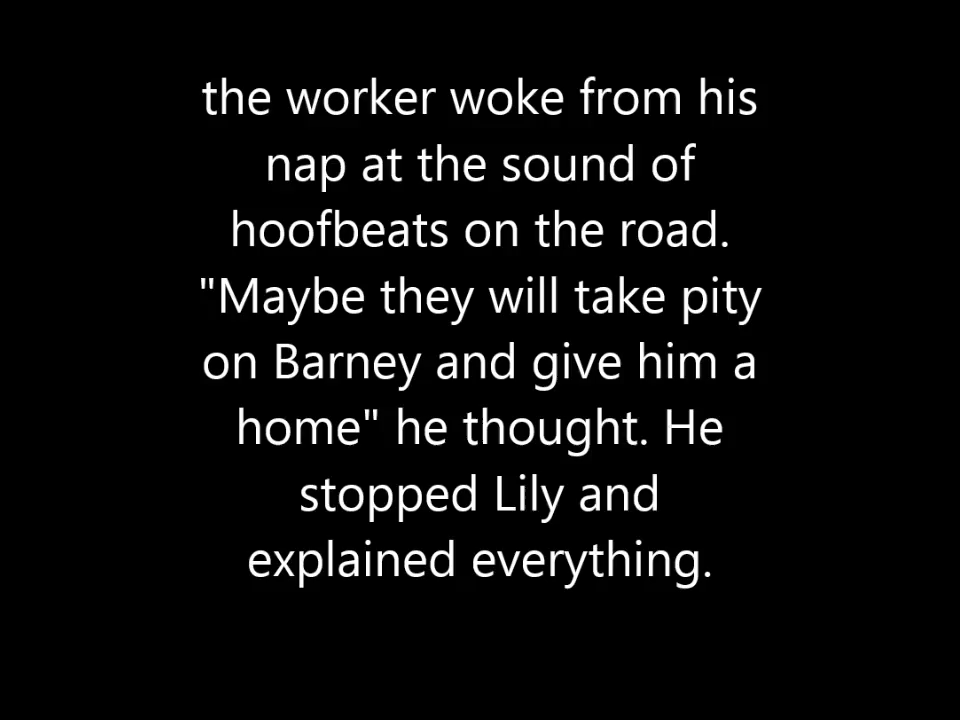 the worker woke from his
nap at the sound of
hoofbeats on the road.
"Maybe they will take pity
on Barney and give him a
home" he thought. He
stopped Lily and
explained everything.